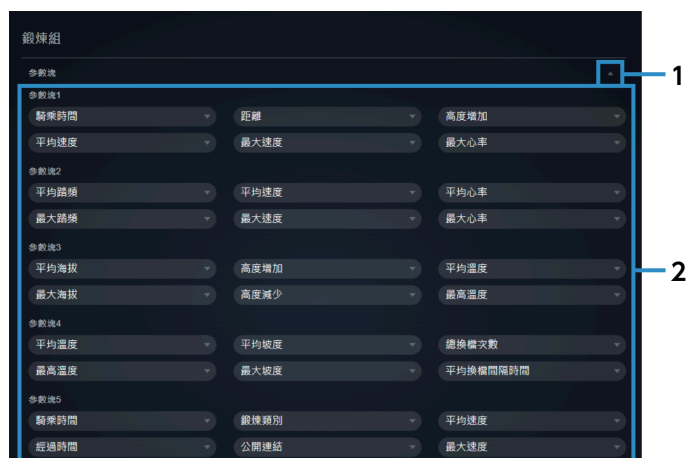 鍛煉組
參數塊
1
參數塊1
騎乘時間 距離 高度增加
平均速度 最大速度 最大心率
參數塊2
平均踏頻 平均速度 平均心率
最大踏頻 最大速度 最大心率
參數塊3
平均海拔 高度增加 平均溫度
2
最大海拔 高度減少 最高溫度
參數塊4
平均溫度 平均坡度 總換檔次數
最高溫度 最大坡度 平均換檔間隔時間
參數塊5
騎乘時間 鍛煉類別 平均速度
經過時間 公開連結 最大速度